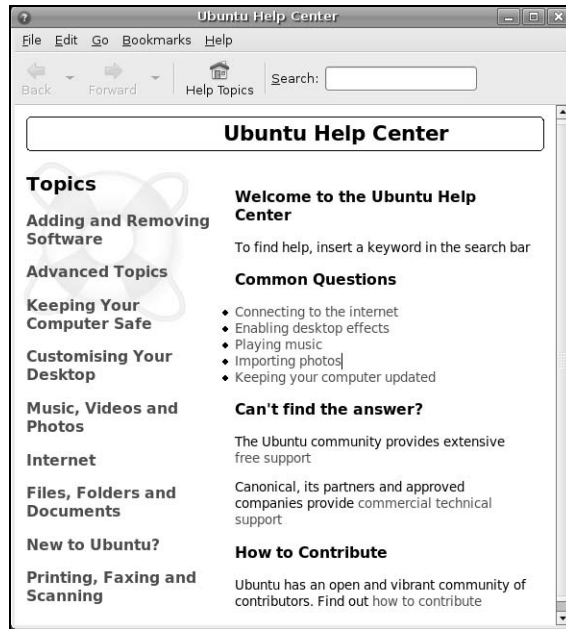 Ubuntu Help Center
File Edit Go Bookmarks Help
Back Forward Help Topics Search:
Ubuntu Help Center
Topics
Adding and Removing
Software
Advanced Topics
Keeping Your
Computer Safe
Customising Your
Desktop
Music, Videos and
Photos
Internet
Files, Folders and
Documents
New to Ubuntu?
Printing, Faxing and
Scanning
Welcome to the Ubuntu Help
Center
To find help, insert a keyword in the search bar
Common Questions
Connecting to the internet
Enabling desktop effects
Playing music
Importing photos
Keeping your computer updated
Can't find the answer?
The Ubuntu community provides extensive
free support
Canonical, its partners and approved
companies provide commercial technical
support
How to Contribute
Ubuntu has an open and vibrant community of
contributors. Find out how to contribute